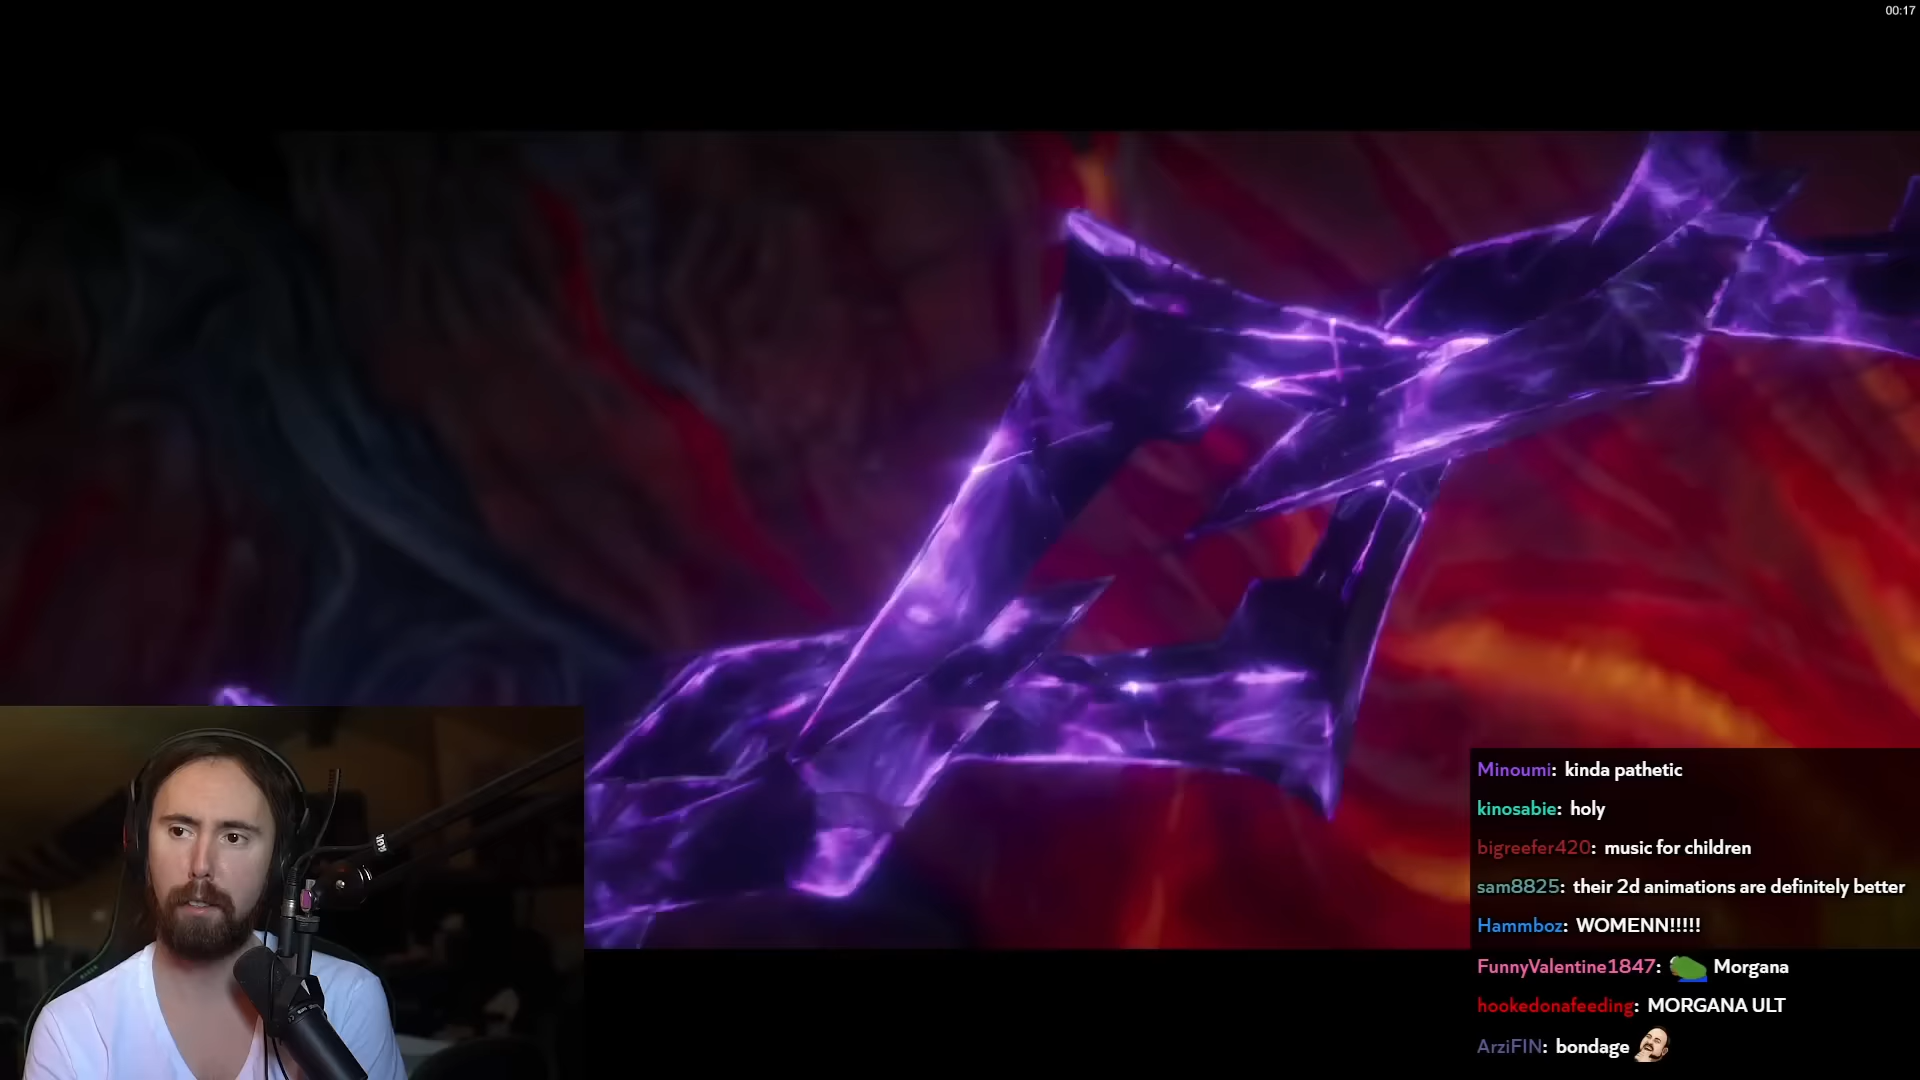 00:17
Minoumi: kinda pathetic
kinosabie: holy
bigreefer420: music for children
sam8825: their 2d animations are definitely better
Hammboz: WOMENN!!!!!
FunnyValentine1847: Morgana
hookedonafeeding: MORGANA ULT
ArziFIN: bondage